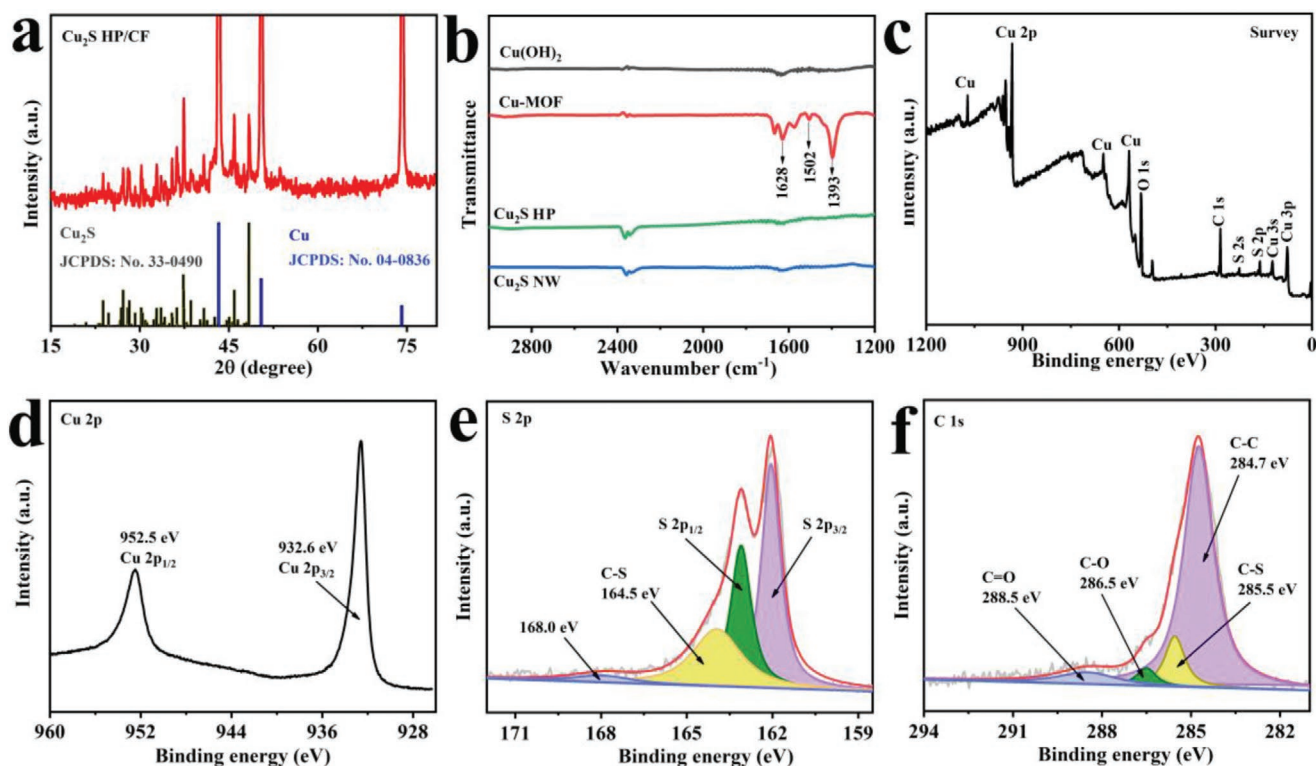 a
Cu₂S HP/CF
Intensity (a.u.)
Cu₂S
JCPDS: No. 33-0490
Cu
JCPDS: No. 04-0836
15 30 45 60 75
2θ (degree)
b
Cu(OH)₂
Cu-MOF
1628
1502
1393
Cu₂S HP
Cu₂S NW
Transmittance
2800 2400 2000 1600 1200
Wavenumber (cm⁻¹)
c
Survey
Cu
Cu 2p
Cu
Cu
O 1s
C 1s
S 2s
S 2p
Cu 3s
Cu 3p
Intensnity (a.u.)
1200 900 600 300 0
Binding energy (eV)
d
Cu 2p
952.5 eV
Cu 2p₁/₂
932.6 eV
Cu 2p₃/₂
Intensity (a.u.)
960 952 944 936 928
Binding energy (eV)
e
S 2p
S 2p₁/₂
S 2p₃/₂
C-S
164.5 eV
168.0 eV
Intensity (a.u.)
171 168 165 162 159
Binding energy (eV)
f
C 1s
C-C
284.7 eV
C-O
286.5 eV
C=O
288.5 eV
C-S
285.5 eV
Intensity (a.u.)
294 291 288 285 282
Binding energy (eV)